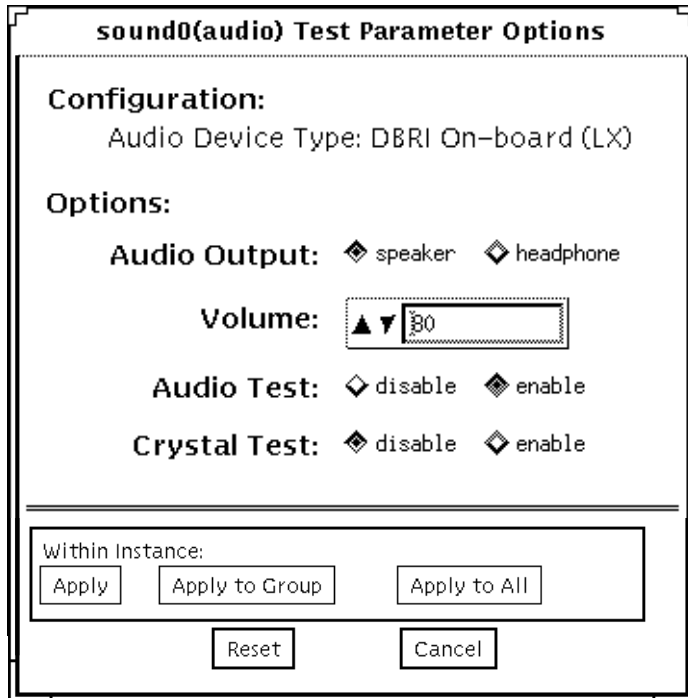 sound0(audio) Test Parameter Options
Configuration:
Audio Device Type: DBRI On-board (LX)
Options:
Audio Output: speaker headphone
Volume: 80
Audio Test: disable enable
Crystal Test: disable enable
Within Instance:
Apply Apply to Group Apply to All
Reset Cancel